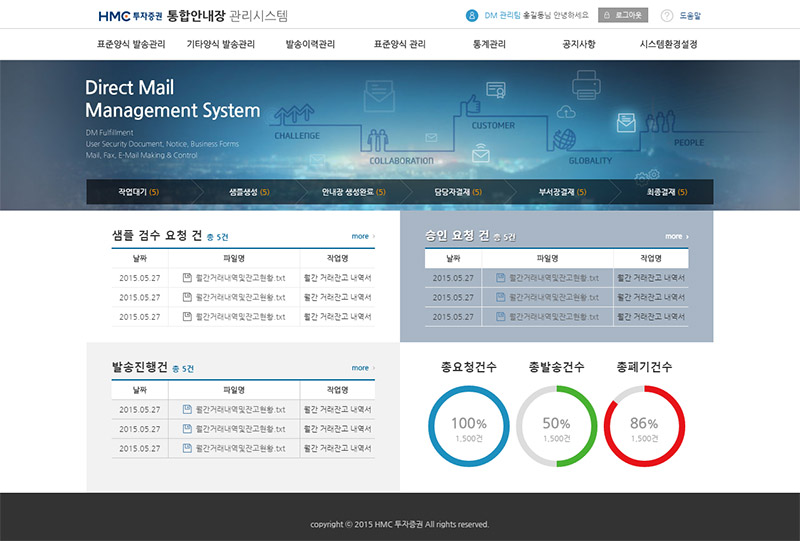 HMC 투자증권 통합안내장 관리시스템
DM 관리팀 홍길동님 안녕하세요 로그아웃 ? 도움말
표준양식 발송관리 기타양식 발송관리 발송이력관리 표준양식 관리 통계관리 공지사항 시스템환경설정
Direct Mail
Management System
DM Fulfillment
User Security Document, Notice, Business Forms
Mail, Fax, E-Mail Making & Control
CHALLENGE
COLLABORATION
CUSTOMER
GLOBALITY
PEOPLE
작업대기 (5) 샘플생성 (5) 안내장 생성완료 (5) 담당자결재 (5) 부서장결재 (5) 최종결재 (5)
샘플 검수 요청 건 총 5건 more
날짜 파일명 작업명
2015.05.27 월간거래내역및잔고현황.txt 월간 거래잔고 내역서
2015.05.27 월간거래내역및잔고현황.txt 월간 거래잔고 내역서
2015.05.27 월간거래내역및잔고현황.txt 월간 거래잔고 내역서
승인 요청 건 총 5건 more
날짜 파일명 작업명
2015.05.27 월간거래내역및잔고현황.txt 월간 거래잔고 내역서
2015.05.27 월간거래내역및잔고현황.txt 월간 거래잔고 내역서
2015.05.27 월간거래내역및잔고현황.txt 월간 거래잔고 내역서
발송진행건 총 5건 more
날짜 파일명 작업명
2015.05.27 월간거래내역및잔고현황.txt 월간 거래잔고 내역서
2015.05.27 월간거래내역및잔고현황.txt 월간 거래잔고 내역서
2015.05.27 월간거래내역및잔고현황.txt 월간 거래잔고 내역서
총요청건수 총발송건수 총폐기건수
100% 50% 86%
1,500건 1,500건 1,500건
copyright ⓒ 2015 HMC 투자증권 All rights reserved.